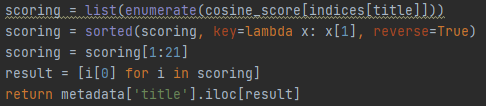 scoring = list(enumerate(cosine_score[indices[title]]))
scoring = sorted(scoring, key=lambda x: x[1], reverse=True)
scoring = scoring[1:21]
result = [i[0] for i in scoring]
return metadata['title'].iloc[result]